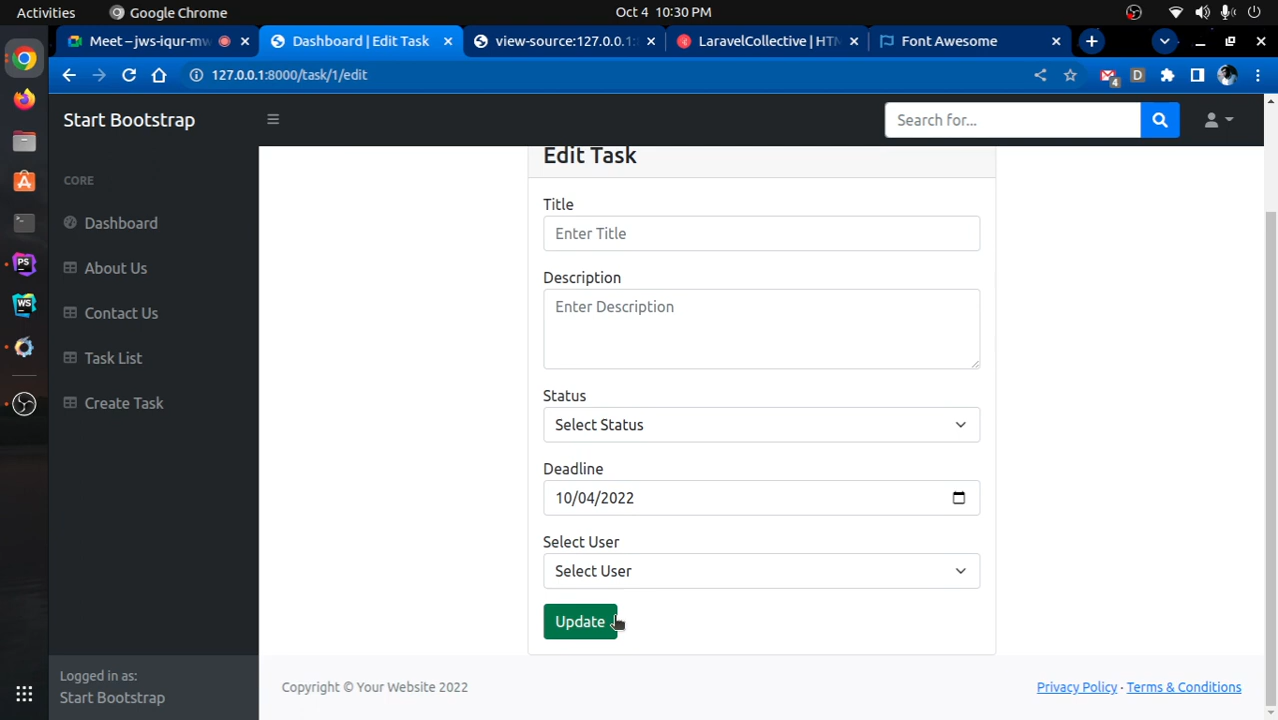 Activities
Google Chrome
Oct 4 10:30 PM
Meet – jws-iqur-mw
Dashboard | Edit Task
view-source:127.0.0.1:
LaravelCollective | HTM
Font Awesome
127.0.0.1:8000/task/1/edit
4
D
Start Bootstrap
Search for...
CORE
Dashboard
About Us
Contact Us
Task List
Create Task
Logged in as:
Start Bootstrap
PS
WS
Edit Task
Title
Enter Title
Description
Enter Description
Status
Select Status
Deadline
10/04/2022
Select User
Select User
Update
Copyright © Your Website 2022
Privacy Policy · Terms & Conditions